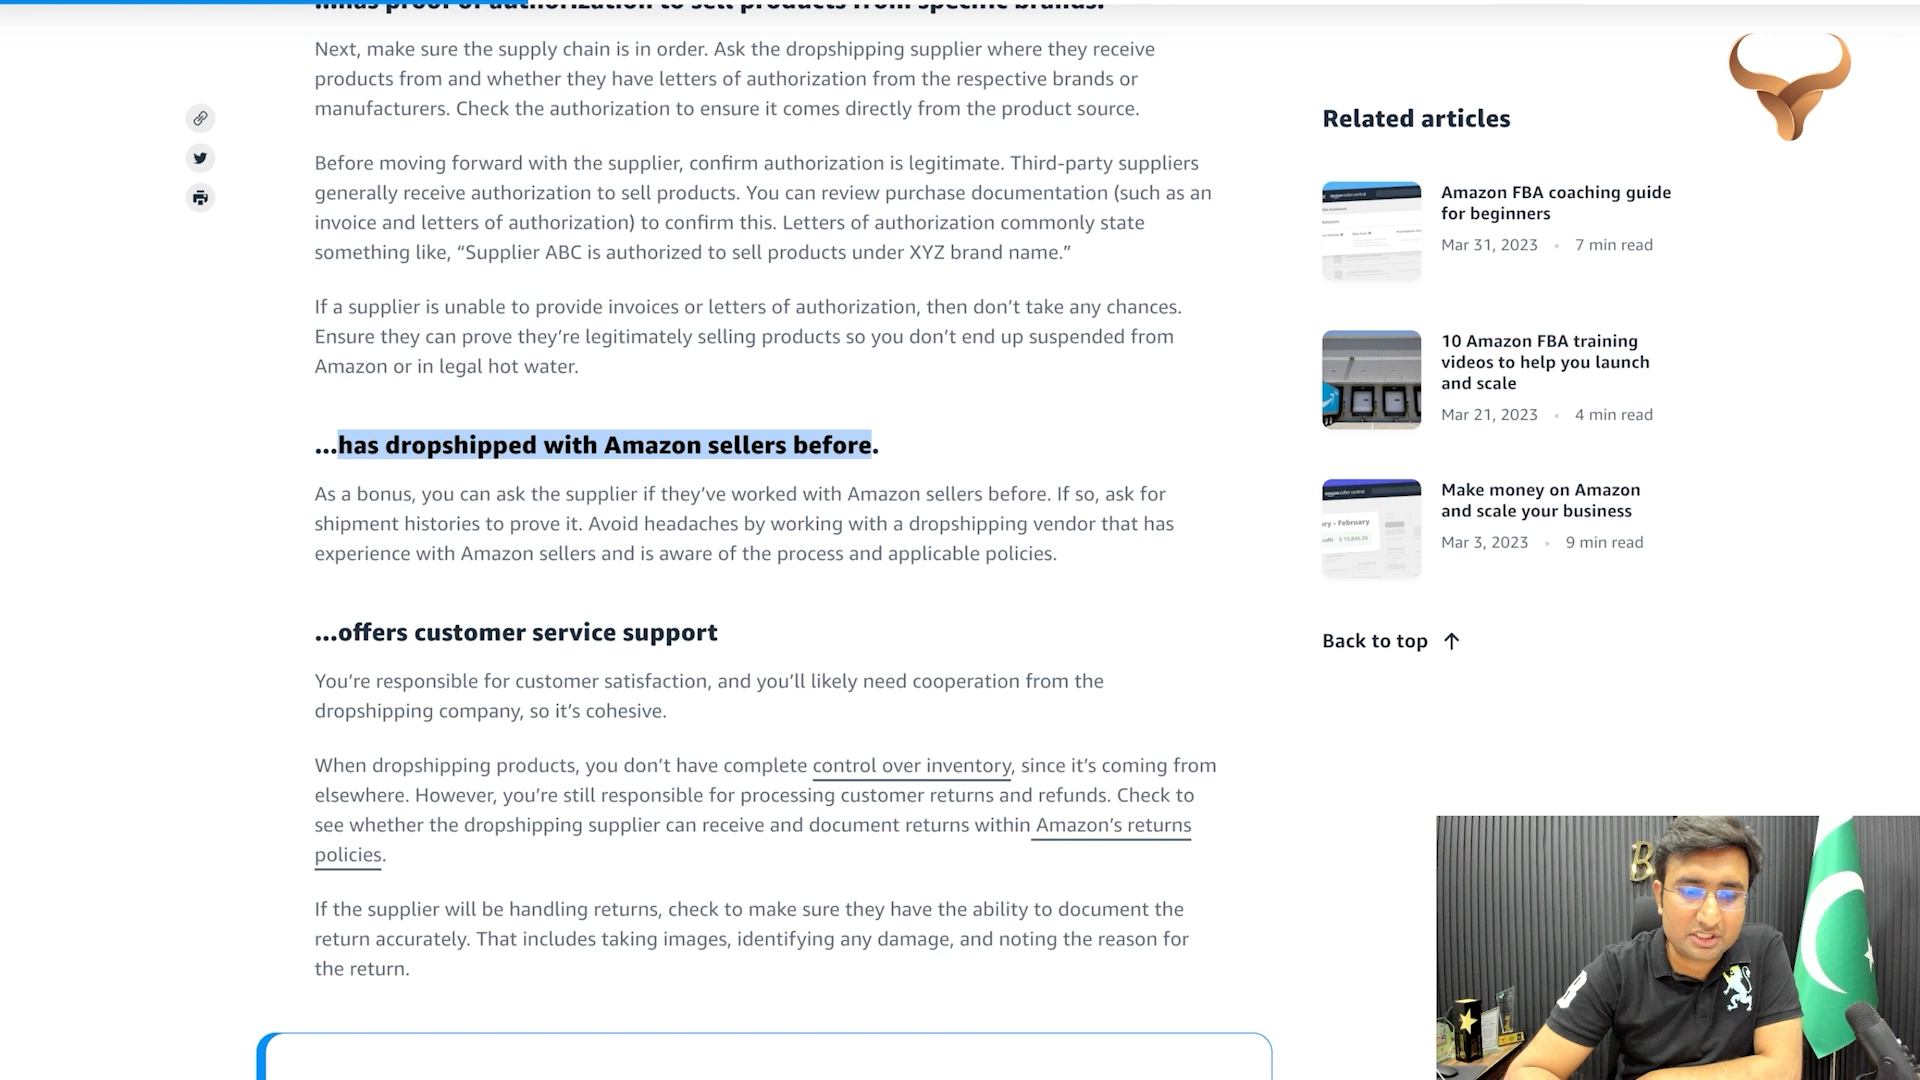 ...has proof of authorization to sell products from specific brands.
Next, make sure the supply chain is in order. Ask the dropshipping supplier where they receive
products from and whether they have letters of authorization from the respective brands or
manufacturers. Check the authorization to ensure it comes directly from the product source.
Before moving forward with the supplier, confirm authorization is legitimate. Third-party suppliers
generally receive authorization to sell products. You can review purchase documentation (such as an
invoice and letters of authorization) to confirm this. Letters of authorization commonly state
something like, “Supplier ABC is authorized to sell products under XYZ brand name.”
If a supplier is unable to provide invoices or letters of authorization, then don’t take any chances.
Ensure they can prove they’re legitimately selling products so you don’t end up suspended from
Amazon or in legal hot water.
...has dropshipped with Amazon sellers before.
As a bonus, you can ask the supplier if they’ve worked with Amazon sellers before. If so, ask for
shipment histories to prove it. Avoid headaches by working with a dropshipping vendor that has
experience with Amazon sellers and is aware of the process and applicable policies.
...offers customer service support
You’re responsible for customer satisfaction, and you’ll likely need cooperation from the
dropshipping company, so it’s cohesive.
When dropshipping products, you don’t have complete control over inventory, since it’s coming from
elsewhere. However, you’re still responsible for processing customer returns and refunds. Check to
see whether the dropshipping supplier can receive and document returns within Amazon’s returns
policies.
If the supplier will be handling returns, check to make sure they have the ability to document the
return accurately. That includes taking images, identifying any damage, and noting the reason for
the return.
Related articles
Amazon FBA coaching guide
for beginners
Mar 31, 2023 • 7 min read
10 Amazon FBA training
videos to help you launch
and scale
Mar 21, 2023 • 4 min read
Make money on Amazon
and scale your business
ry - February
$ 13,845.35
Mar 3, 2023 • 9 min read
Back to top
B
B